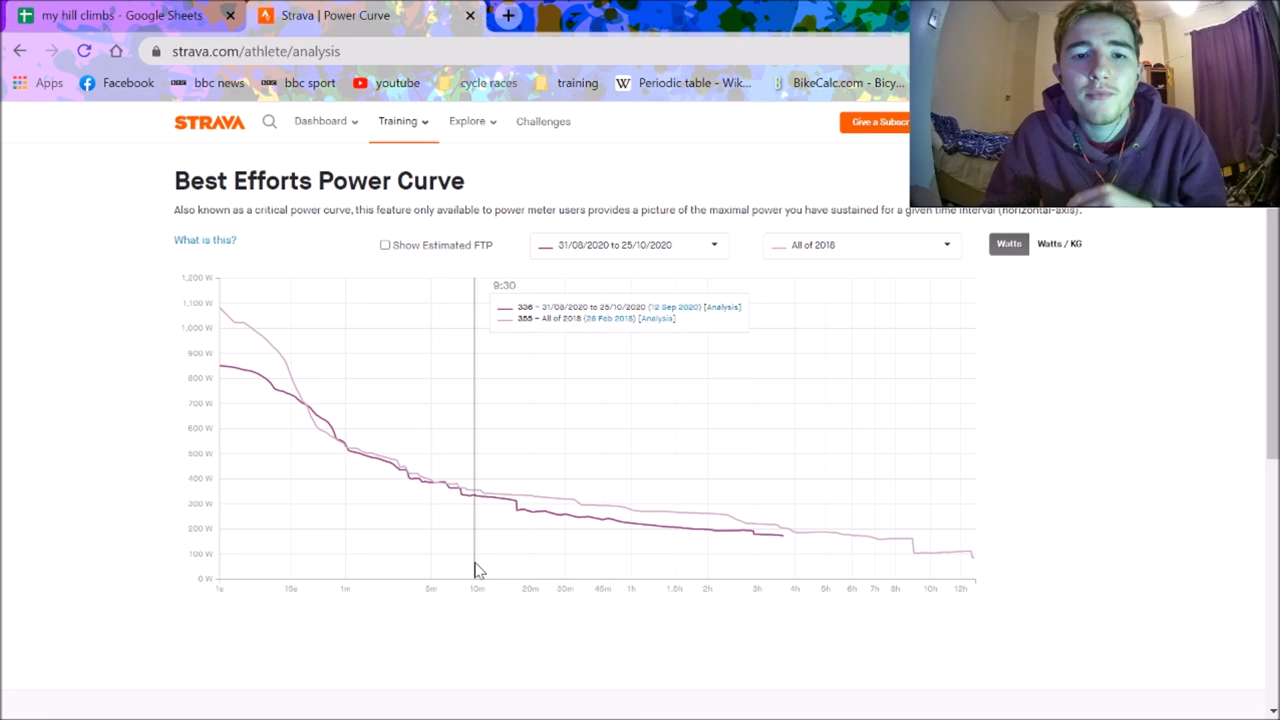 my hill climbs - Google Sheets
Strava | Power Curve
strava.com/athlete/analysis
Apps Facebook bbc news bbc sport youtube cycle races training Periodic table - Wik... BikeCalc.com - Bicy...
STRAVA Dashboard Training Explore Challenges Give a Subscr
Best Efforts Power Curve
Also known as a critical power curve, this feature only available to power meter users provides a picture of the maximal power you have sustained for a given time interval (horizontal-axis).
What is this? Show Estimated FTP 31/08/2020 to 25/10/2020 All of 2018 Watts Watts / KG
9:30
336 - 31/08/2020 to 25/10/2020 (12 Sep 2020) [Analysis]
355 - All of 2018 (28 Feb 2018) [Analysis]
1,200 W
1,100 W
1,000 W
900 W
800 W
700 W
600 W
500 W
400 W
300 W
200 W
100 W
0 W
1s 15s 1m 5m 10m 20m 30m 45m 1h 1.5h 2h 3h 4h 5h 6h 7h 8h 10h 12h